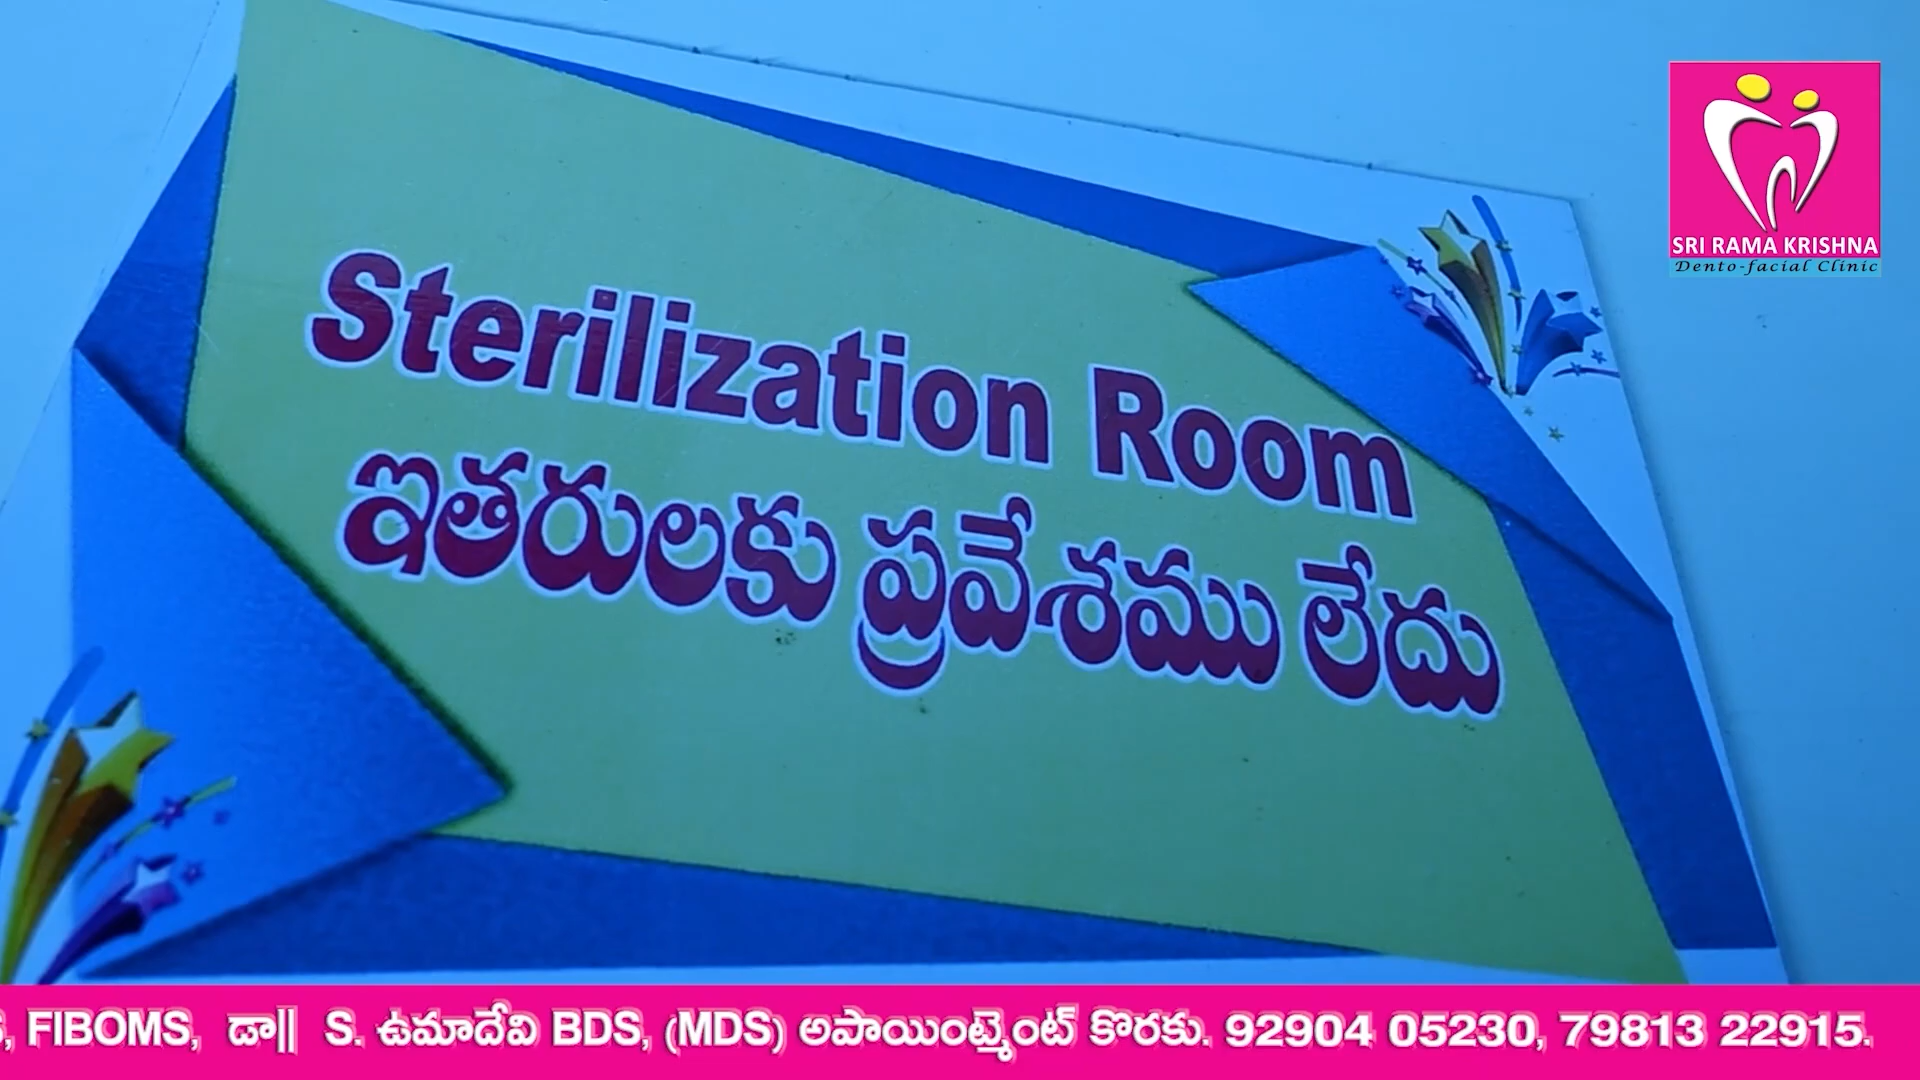 SRI RAMA KRISHNA
Dento-facial Clinic
Sterilization Room
ఇతరులకు ప్రవేశము లేదు
FIBOMS, డా|| S. ఉమాదేవి BDS, (MDS) అపాయింట్మెంట్ కొరకు. 92904 05230, 79813 22915.